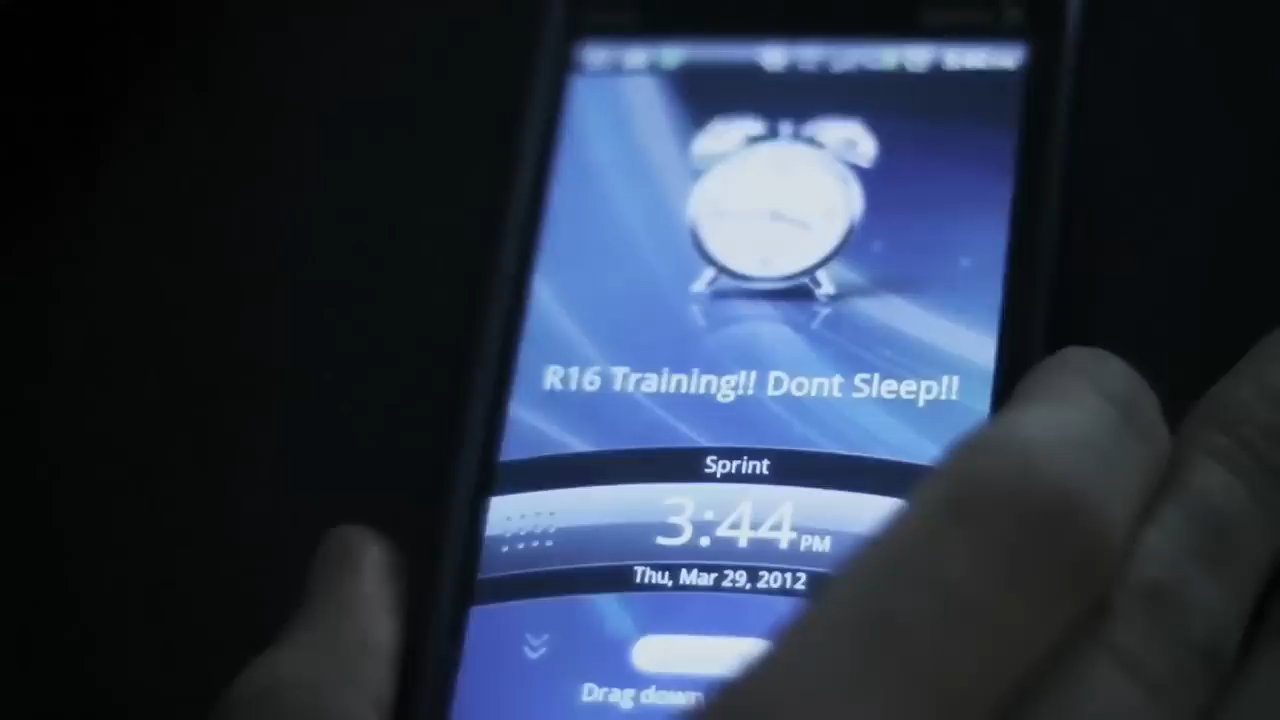 R16 Training!! Dont Sleep!!
Sprint
3:44 PM
Thu, Mar 29, 2012
Drag down